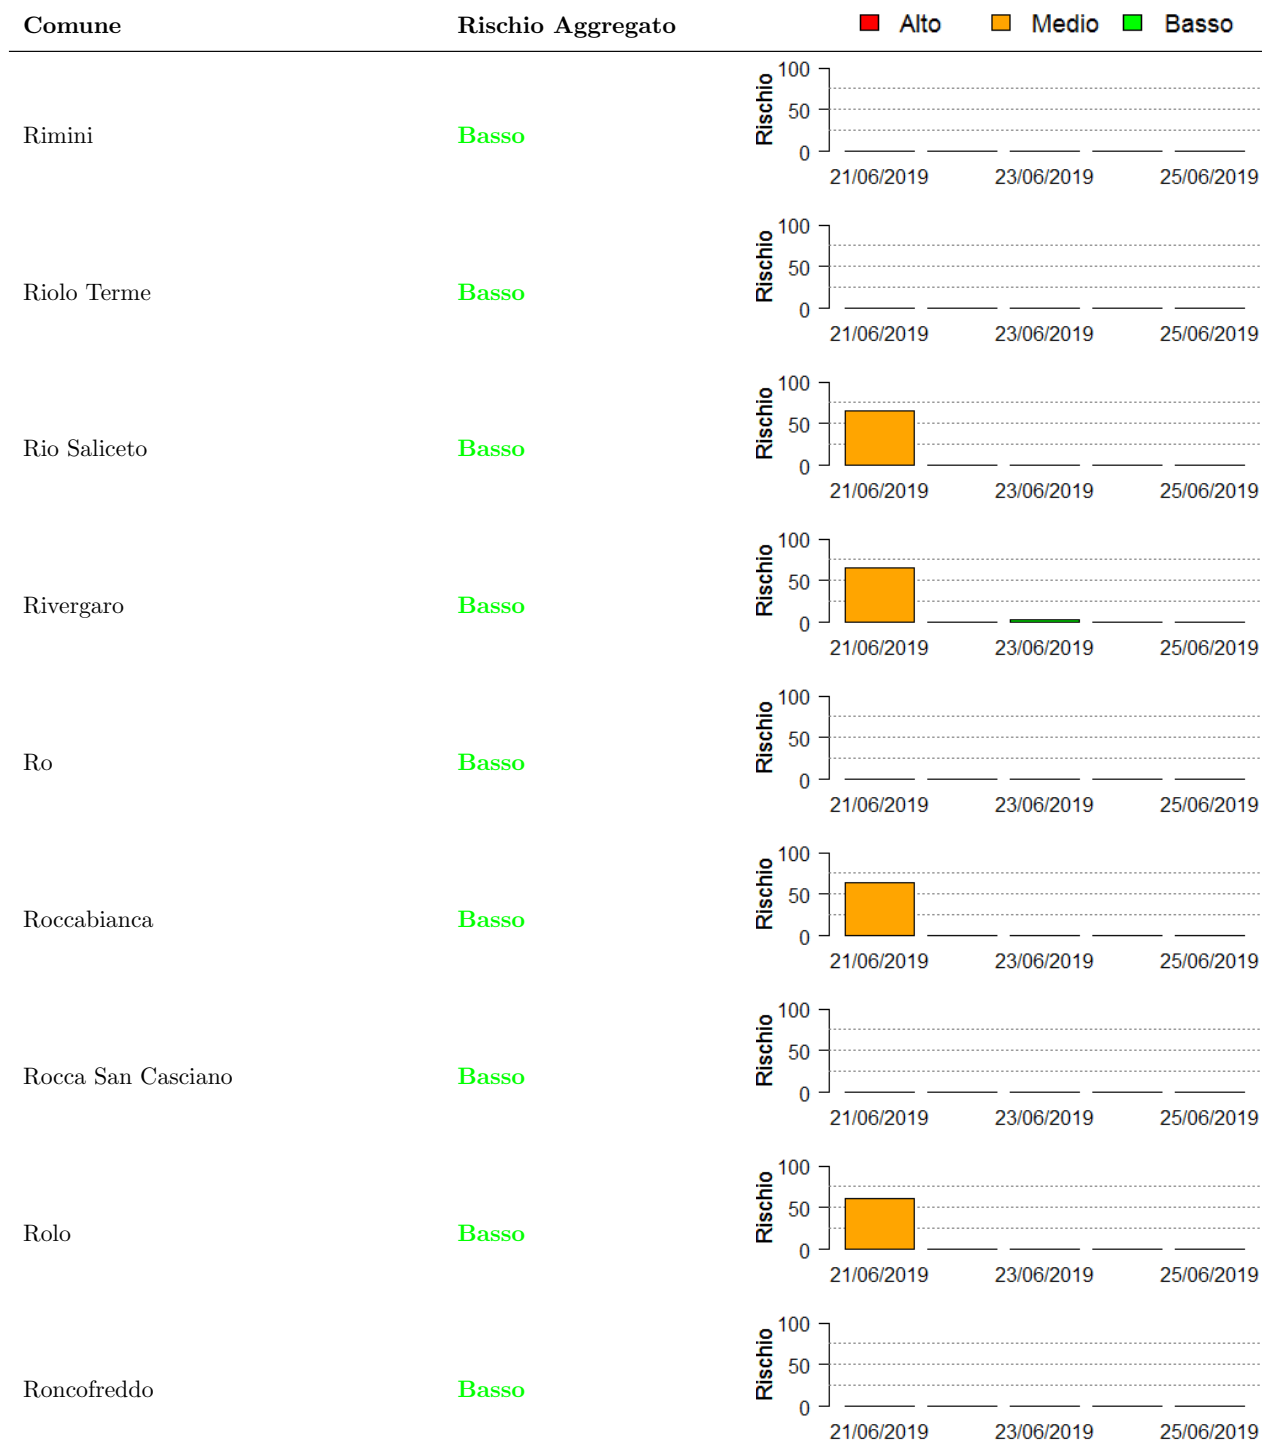 Comune Rischio Aggregato Alto Medio Basso
Rimini Basso Rischio 100 50 0
21/06/2019 23/06/2019 25/06/2019
Riolo Terme Basso Rischio 100 50 0
21/06/2019 23/06/2019 25/06/2019
Rio Saliceto Basso Rischio 100 50 0
21/06/2019 23/06/2019 25/06/2019
Rivergaro Basso Rischio 100 50 0
21/06/2019 23/06/2019 25/06/2019
Ro Basso Rischio 100 50 0
21/06/2019 23/06/2019 25/06/2019
Roccabianca Basso Rischio 100 50 0
21/06/2019 23/06/2019 25/06/2019
Rocca San Casciano Basso Rischio 100 50 0
21/06/2019 23/06/2019 25/06/2019
Rolo Basso Rischio 100 50 0
21/06/2019 23/06/2019 25/06/2019
Roncofreddo Basso Rischio 100 50 0
21/06/2019 23/06/2019 25/06/2019